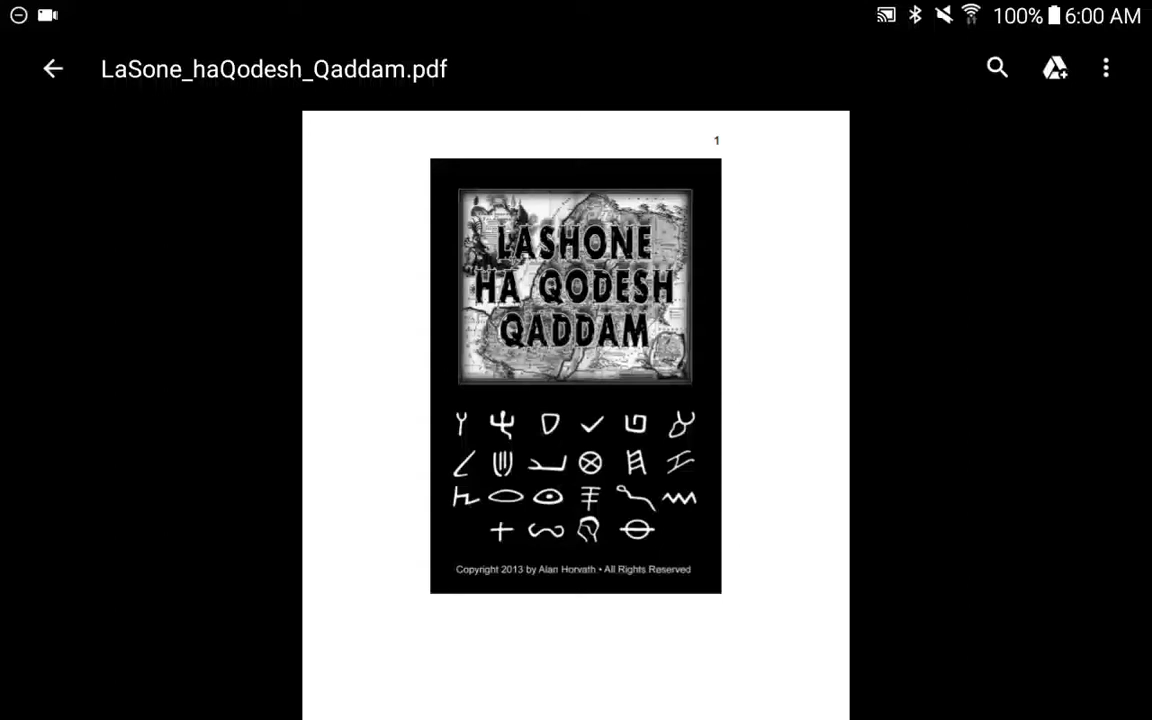 100% 6:00 AM
LaSone_haQodesh_Qaddam.pdf
1
LASHONE
HA QODESH
QADDAM
Copyright 2013 by Alan Horvath • All Rights Reserved